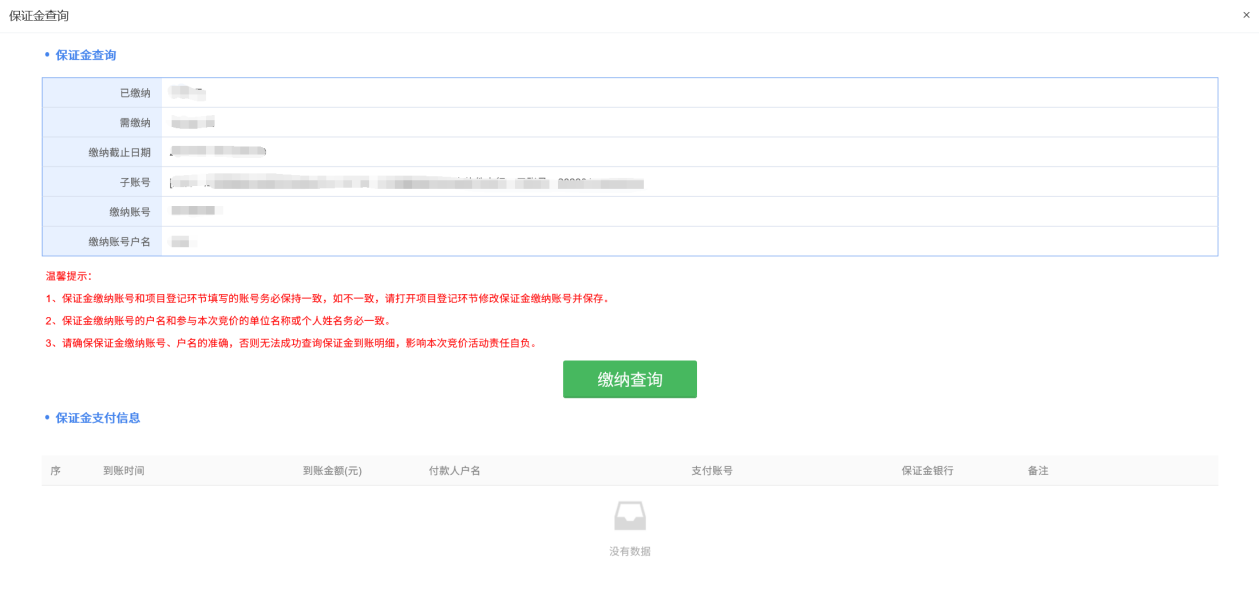 保证金查询
×
• 保证金查询
已缴纳
需缴纳
缴纳截止日期
子账号
缴纳账号
缴纳账号户名
温馨提示:
1、保证金缴纳账号和项目登记环节填写的账号务必保持一致，如不一致，请打开项目登记环节修改保证金缴纳账号并保存。
2、保证金缴纳账号的户名和参与本次竞价的单位名称或个人姓名务必一致。
3、请确保保证金缴纳账号、户名的准确，否则无法成功查询保证金到账明细，影响本次竞价活动责任自负。
缴纳查询
• 保证金支付信息
序 到账时间 到账金额(元) 付款人户名 支付账号 保证金银行 备注
没有数据